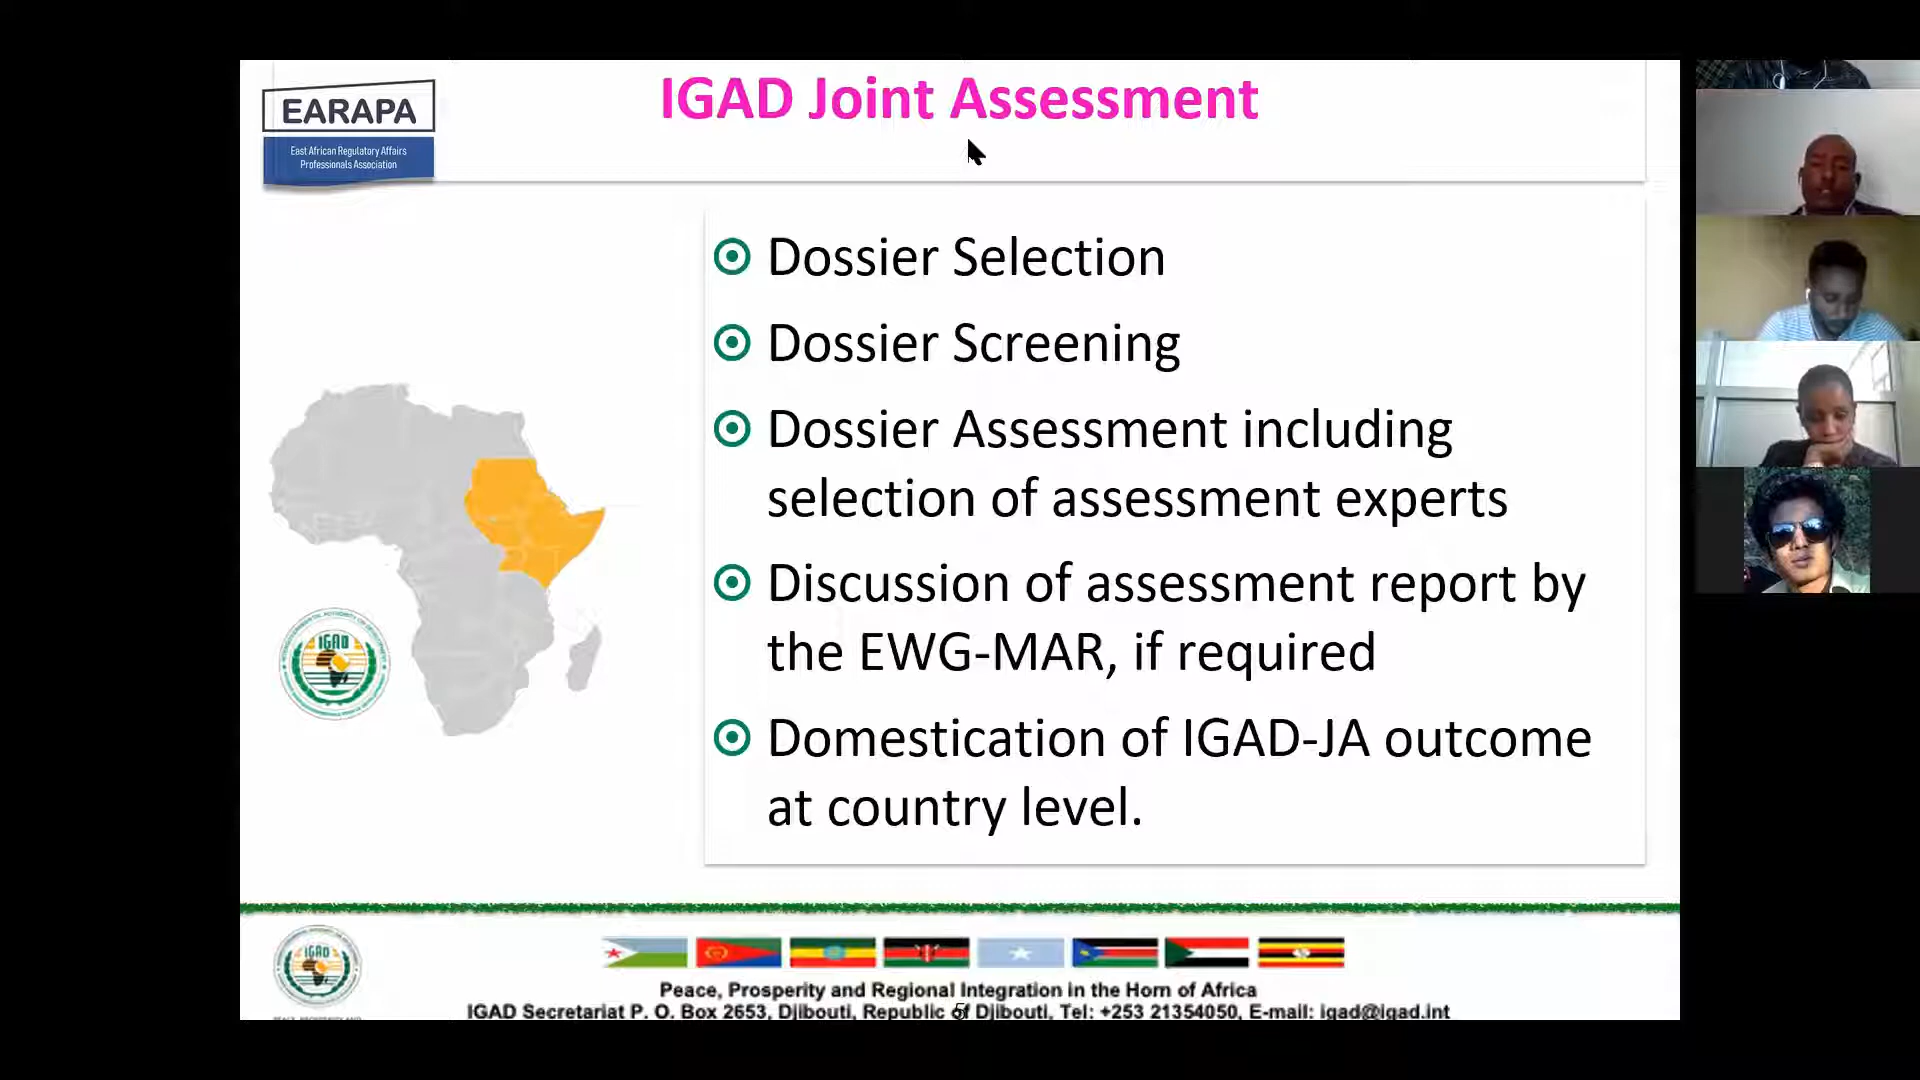 IGAD Joint Assessment
EARAPA
East African Regulatory Affairs
Professionals Association
Dossier Selection
Dossier Screening
Dossier Assessment including
selection of assessment experts
Discussion of assessment report by
the EWG-MAR, if required
Domestication of IGAD-JA outcome
at country level.
IGAD
IGAD
Peace, Prosperity and Regional Integration in the Horn of Africa
IGAD Secretariat P. O. Box 2653, Djibouti, Republic of Djibouti, Tel: +253 21354050, E-mail: igad@igad.int
5